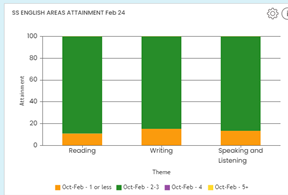 SS ENGLISH AREAS ATTAINMENT Feb 24
100
80
60
40
20
0
Attainment
Reading
Writing
Speaking and
Listening
Theme
Oct-Feb - 1 or less
Oct-Feb - 2-3
Oct-Feb - 4
Oct-Feb - 5+